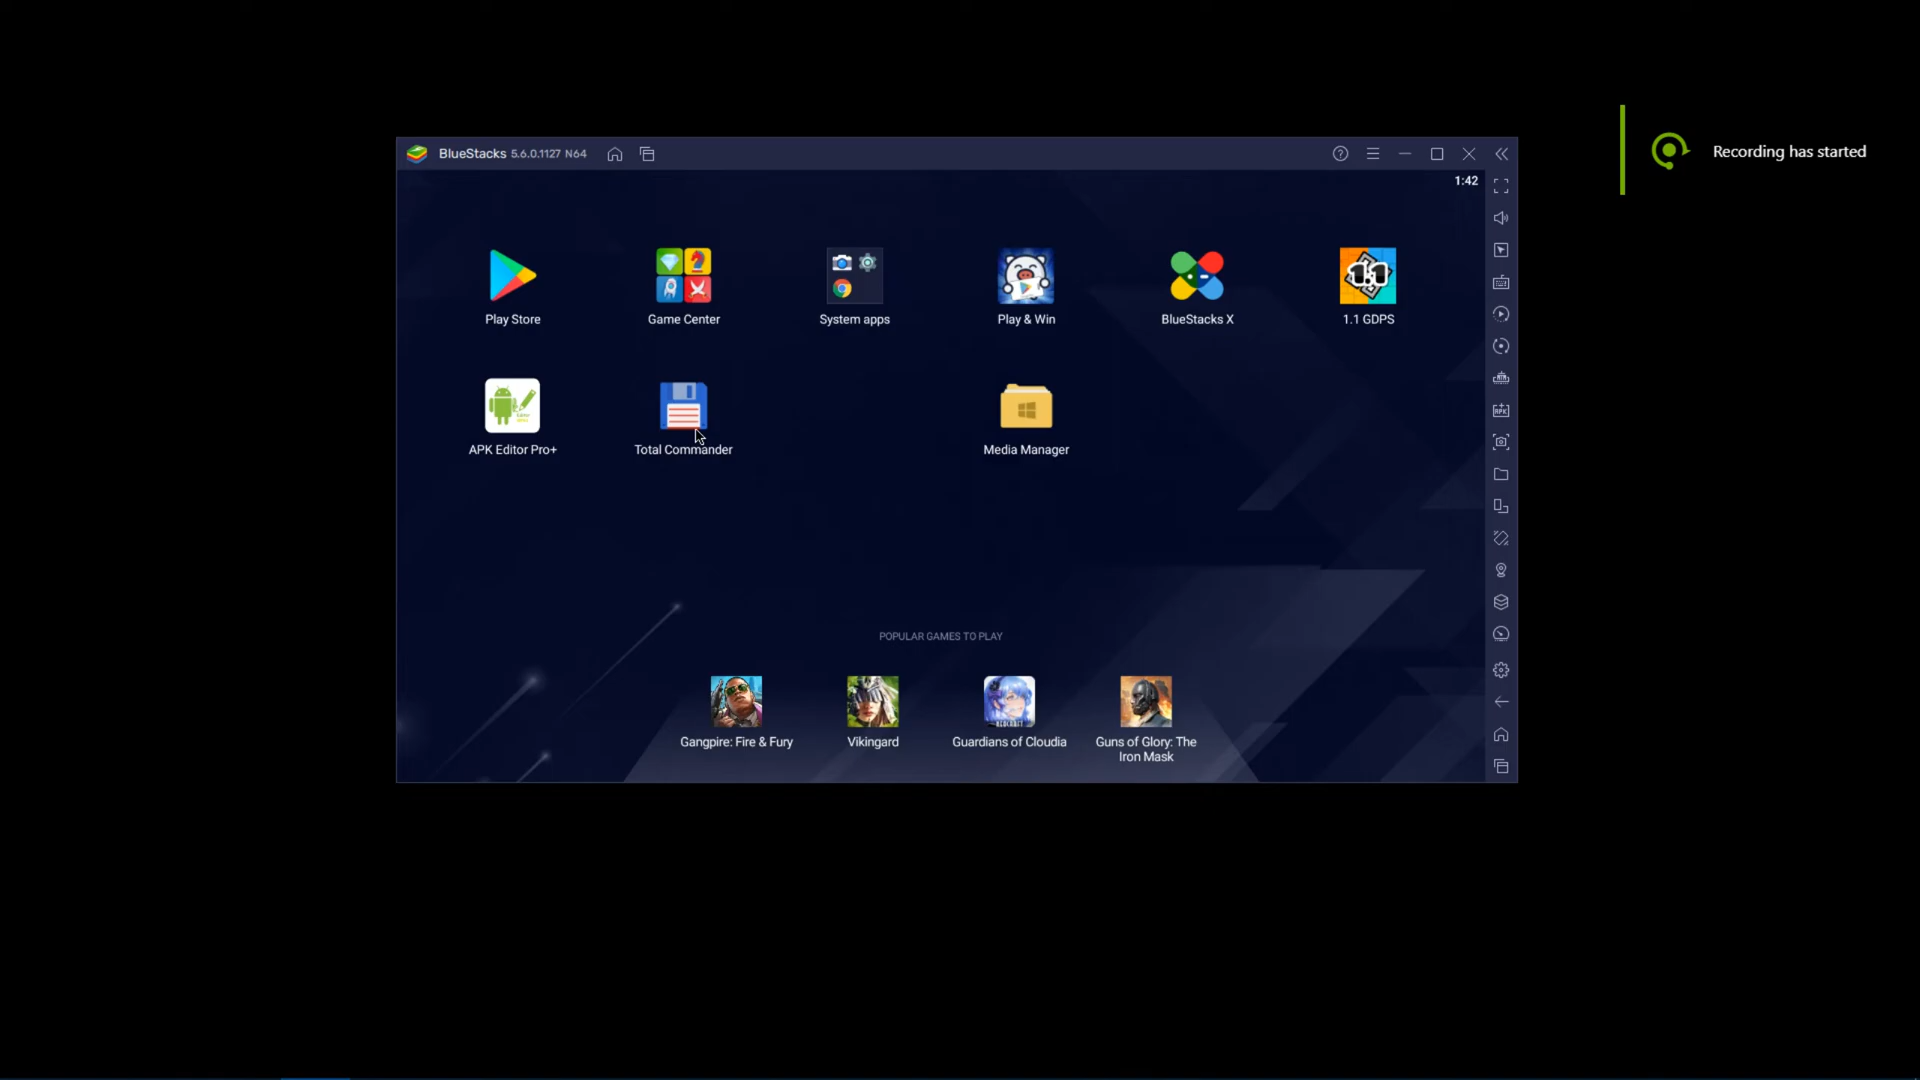 BlueStacks 5.6.0.1127 N64
Recording has started
1:42
Play Store
Game Center
System apps
Play & Win
BlueStacks X
1.1
1.1 GDPS
APK Editor Pro+
Total Commander
Media Manager
POPULAR GAMES TO PLAY
Gangpire: Fire & Fury
Vikingard
Guardians of Cloudia
Guns of Glory: The
Iron Mask